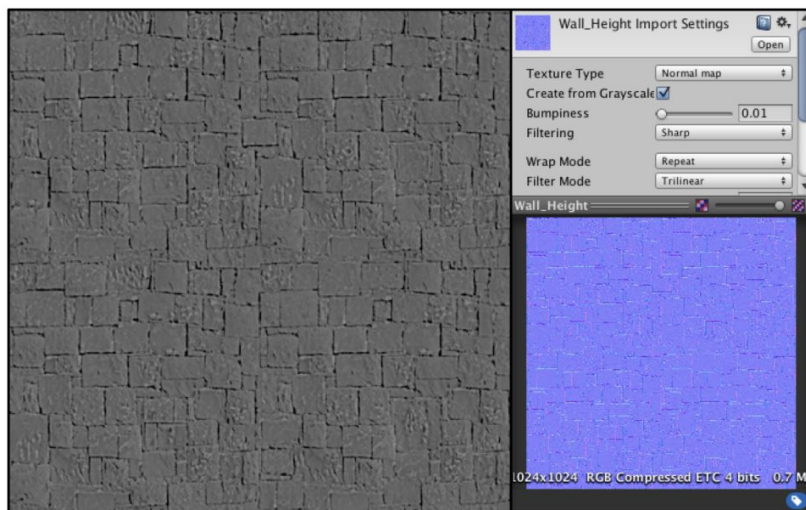 Wall_Height Import Settings
Open
Texture Type Normal map
Create from Grayscale
Bumpiness 0.01
Filtering Sharp
Wrap Mode Repeat
Filter Mode Trilinear
Wall_Height
1024x1024 RGB Compressed ETC 4 bits 0.7 M